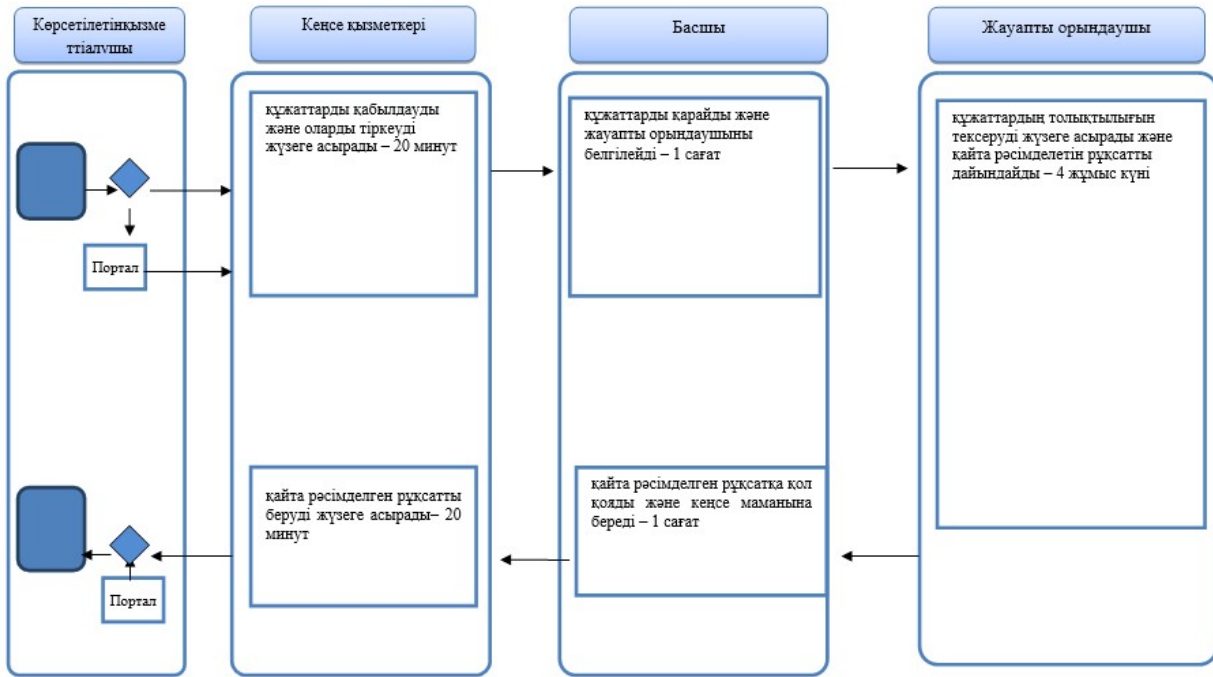 Көрсетілетінқызме
ттіалушы
Кеңсе қызметкері
Басшы
Жауапты орындаушы
құжаттарды қабылдауды
және оларды тіркеуді
жүзеге асырады – 20 минут
құжаттарды қарайды және
жауапты орындаушыны
белгілейді – 1 сағат
құжаттардың толықтылығын
тексеруді жүзеге асырады және
қайта рәсімделетін рұқсатты
дайындайды – 4 жұмыс күні
Портал
қайта рәсімделген рұқсатты
беруді жүзеге асырады– 20
минут
қайта рәсімделген рұқсатқа қол
қояды және кеңсе маманына
береді – 1 сағат
Портал